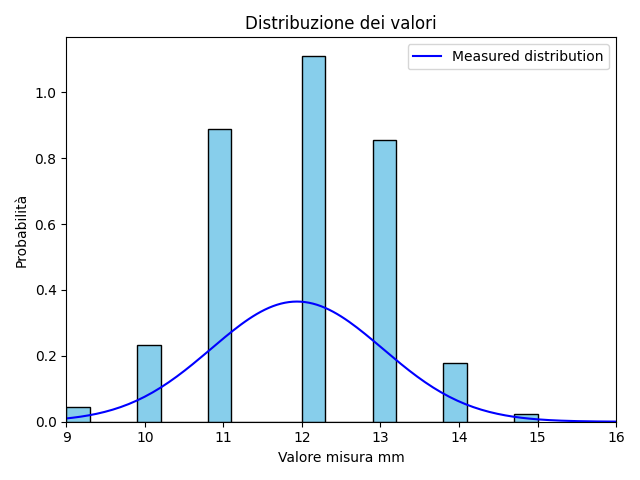 Distribuzione dei valori
Measured distribution
Probabilità
1.0
0.8
0.6
0.4
0.2
0.0
9 10 11 12 13 14 15 16
Valore misura mm